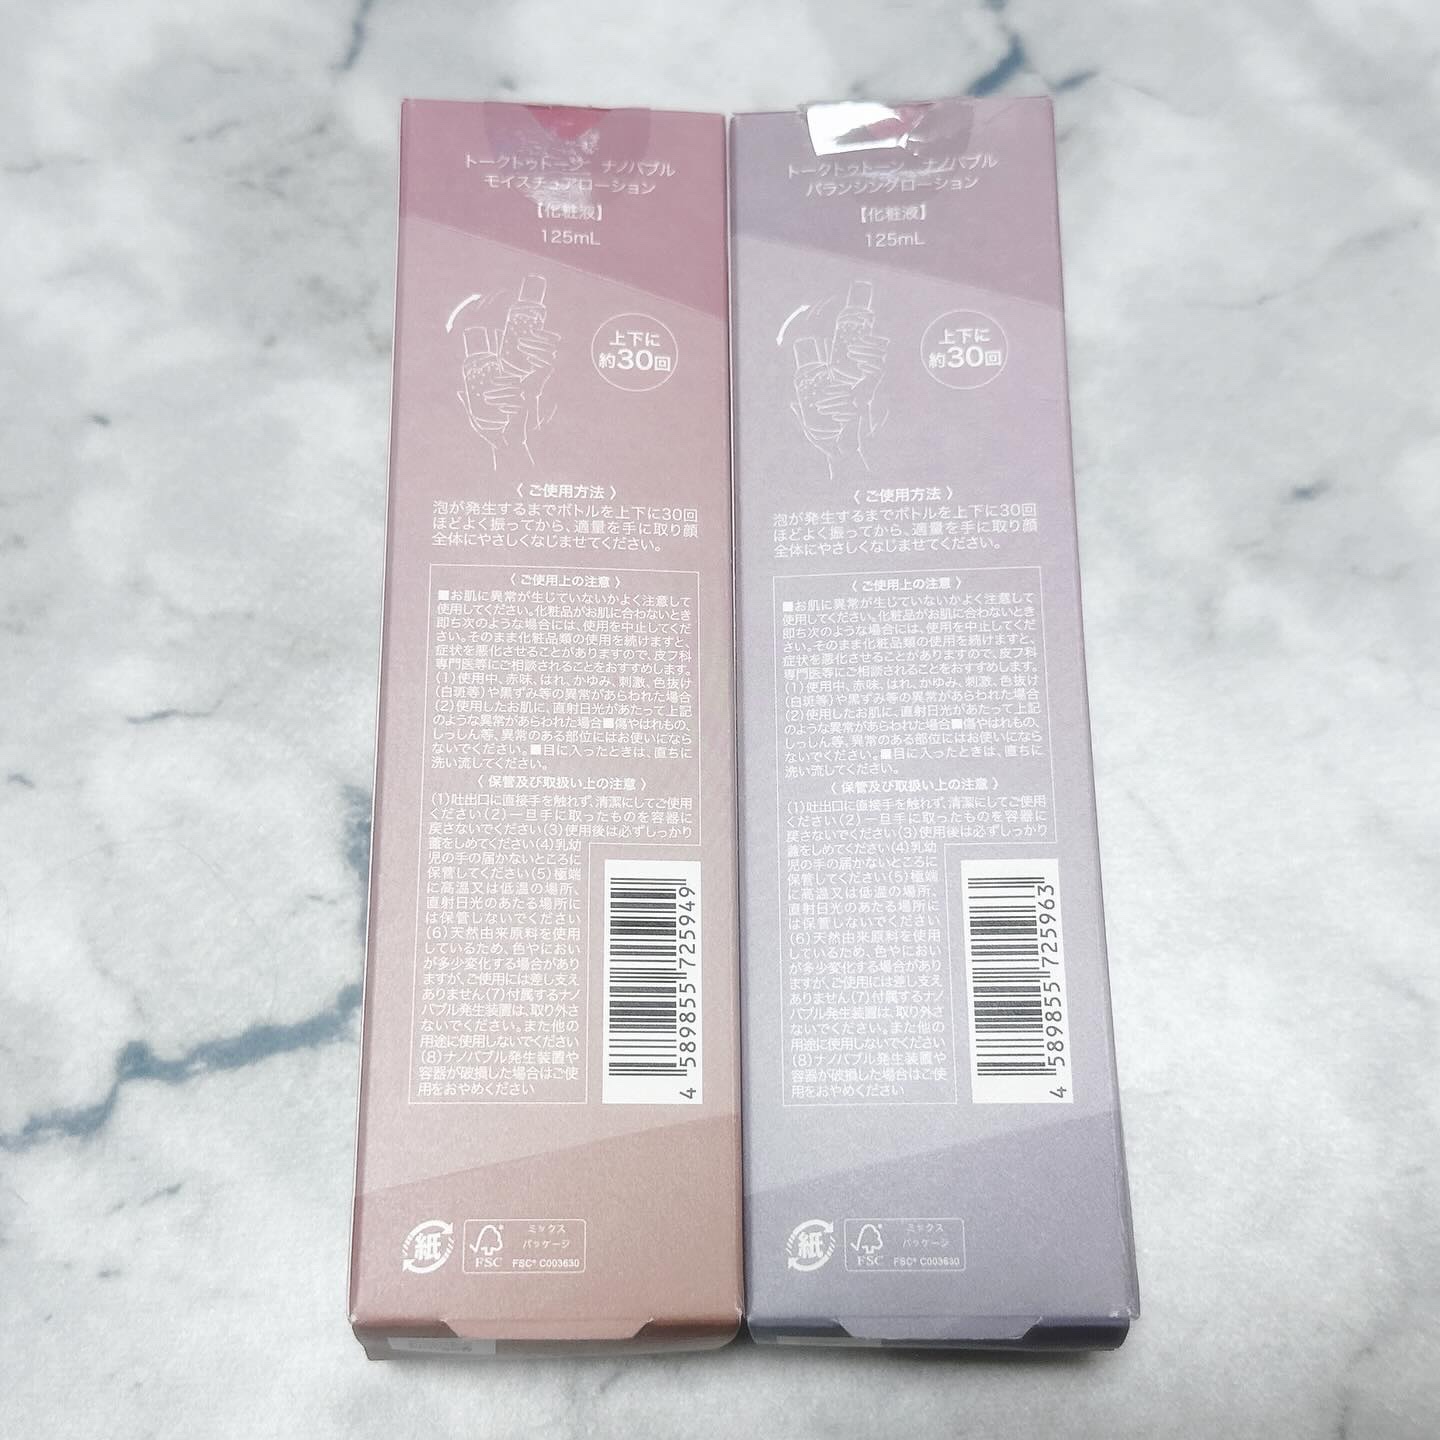 トークトゥトーン ナノバブル
モイスチュアローション
【化粧液】
125mL
上下に
約30回
〈 ご使用方法 〉
泡が発生するまでボトルを上下に30回
ほどよく振ってから、適量を手に取り顔
全体にやさしくなじませてください。
〈 ご使用上の注意 〉
■お肌に異常が生じていないかよく注意して
使用してください。化粧品がお肌に合わないとき
即ち次のような場合には、使用を中止してくだ
さい。そのまま化粧品類の使用を続けますと、
症状を悪化させることがありますので、皮フ科
専門医等にご相談されることをおすすめします。
(1)使用中、赤味、はれ、かゆみ、刺激、色抜け
(白斑等)や黒ずみ等の異常があらわれた場合
(2)使用したお肌に、直射日光があたって上記
のような異常があらわれた場合■傷やはれもの、
しっしん等、異常のある部位にはお使いになら
ないでください。■目に入ったときは、直ちに
洗い流してください。
〈 保管及び取扱い上の注意 〉
(1)吐出口に直接手を触れず、清潔にしてご使用
ください(2)一旦手に取ったものを容器に
戻さないでください(3)使用後は必ずしっかり
蓋をしめてください(4)乳幼
児の手の届かないところに
保管してください(5)極端
に高温又は低温の場所、
直射日光のあたる場所に
は保管しないでください
(6)天然由来原料を使用
しているため、色やにおい
が多少変化する場合があり
ますが、ご使用には差し支え
ありません(7)付属するナノ
バブル発生装置は、取り外さ
ないでください。また他の
用途に使用しないでください
(8)ナノバブル発生装置や
容器が破損した場合はご使
用をおやめください
4 589855 725949
紙
FSC
ミックス
パッケージ
FSC® C003630
トークトゥトーン ナノバブル
バランシングローション
【化粧液】
125mL
上下に
約30回
〈 ご使用方法 〉
泡が発生するまでボトルを上下に30回
ほどよく振ってから、適量を手に取り顔
全体にやさしくなじませてください。
〈 ご使用上の注意 〉
■お肌に異常が生じていないかよく注意して
使用してください。化粧品がお肌に合わないとき
即ち次のような場合には、使用を中止してくだ
さい。そのまま化粧品類の使用を続けますと、
症状を悪化させることがありますので、皮フ科
専門医等にご相談されることをおすすめします。
(1)使用中、赤味、はれ、かゆみ、刺激、色抜け
(白斑等)や黒ずみ等の異常があらわれた場合
(2)使用したお肌に、直射日光があたって上記
のような異常があらわれた場合■傷やはれもの、
しっしん等、異常のある部位にはお使いになら
ないでください。■目に入ったときは、直ちに
洗い流してください。
〈 保管及び取扱い上の注意 〉
(1)吐出口に直接手を触れず、清潔にしてご使用
ください(2)一旦手に取ったものを容器に
戻さないでください(3)使用後は必ずしっかり
蓋をしめてください(4)乳幼
児の手の届かないところに
保管してください(5)極端
に高温又は低温の場所、
直射日光のあたる場所に
は保管しないでください
(6)天然由来原料を使用
しているため、色やにおい
が多少変化する場合があり
ますが、ご使用には差し支え
ありません(7)付属するナノ
バブル発生装置は、取り外さ
ないでください。また他の
用途に使用しないでください
(8)ナノバブル発生装置や
容器が破損した場合はご使
用をおやめください
4 589855 725963
紙
FSC
ミックス
パッケージ
FSC® C003630